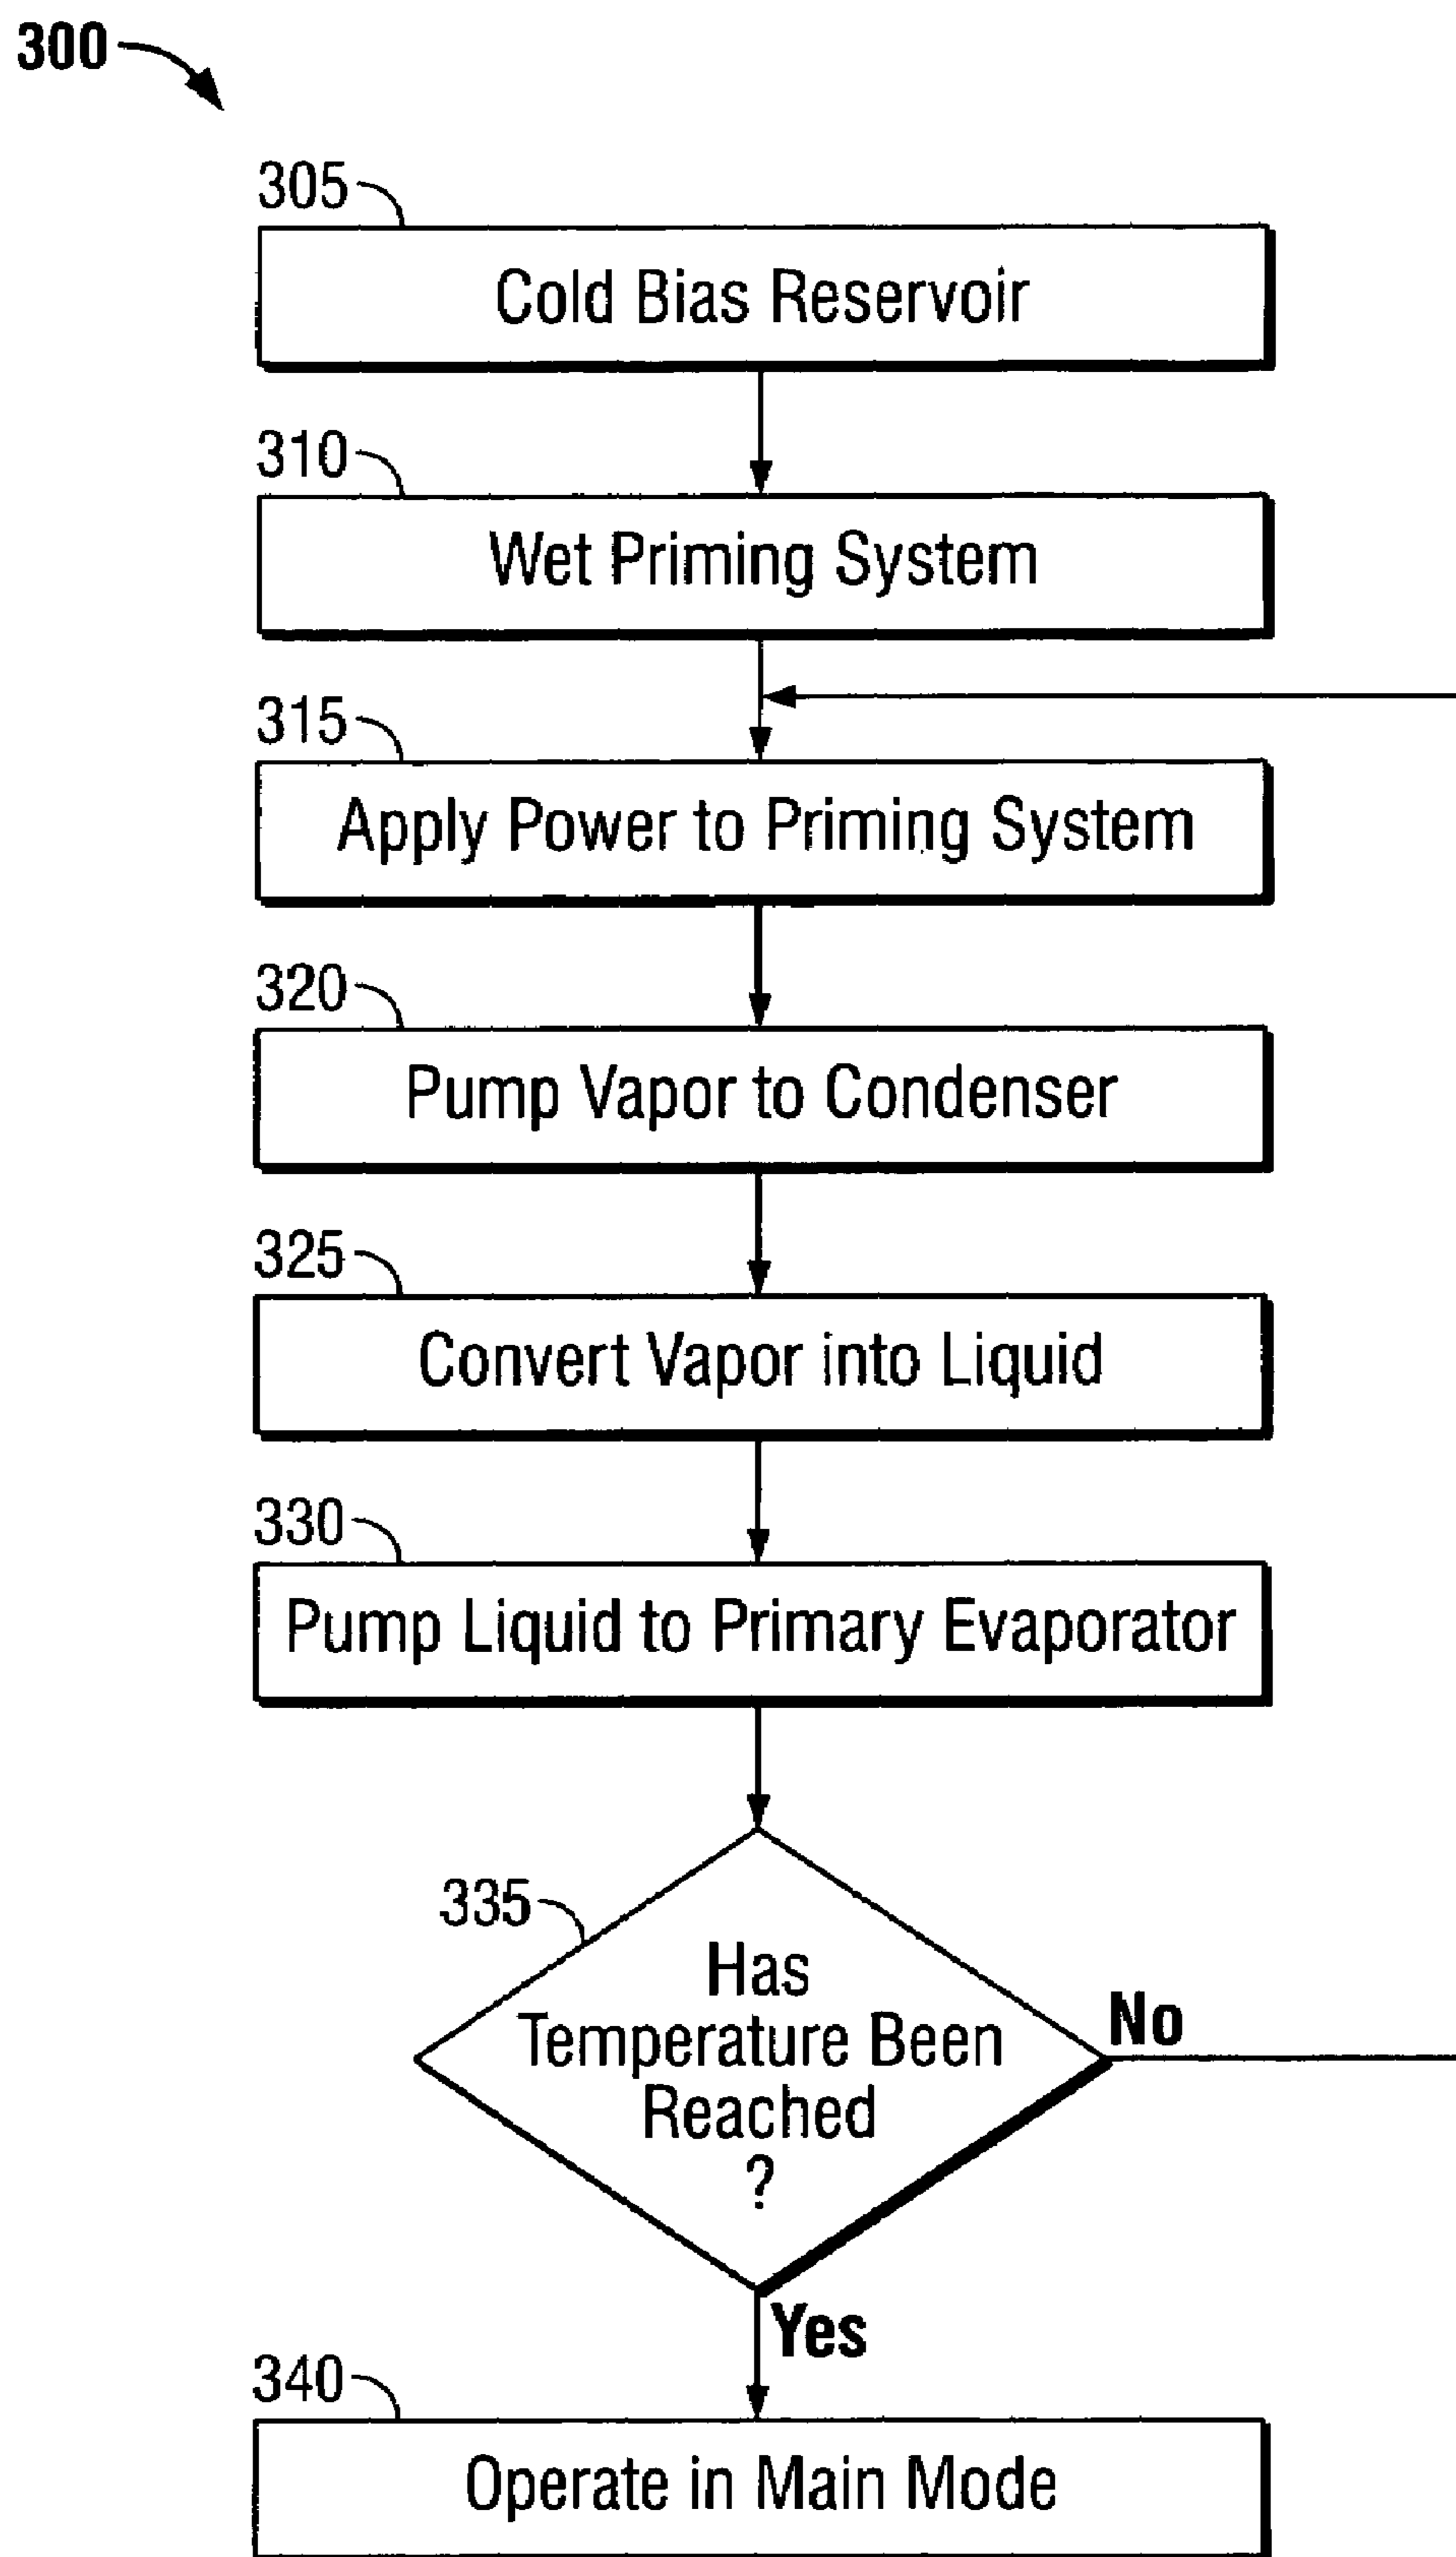 300
305
Cold Bias Reservoir
310
Wet Priming System
315
Apply Power to Priming System
320
Pump Vapor to Condenser
325
Convert Vapor into Liquid
330
Pump Liquid to Primary Evaporator
335
Has
Temperature Been
Reached
?
No
Yes
340
Operate in Main Mode